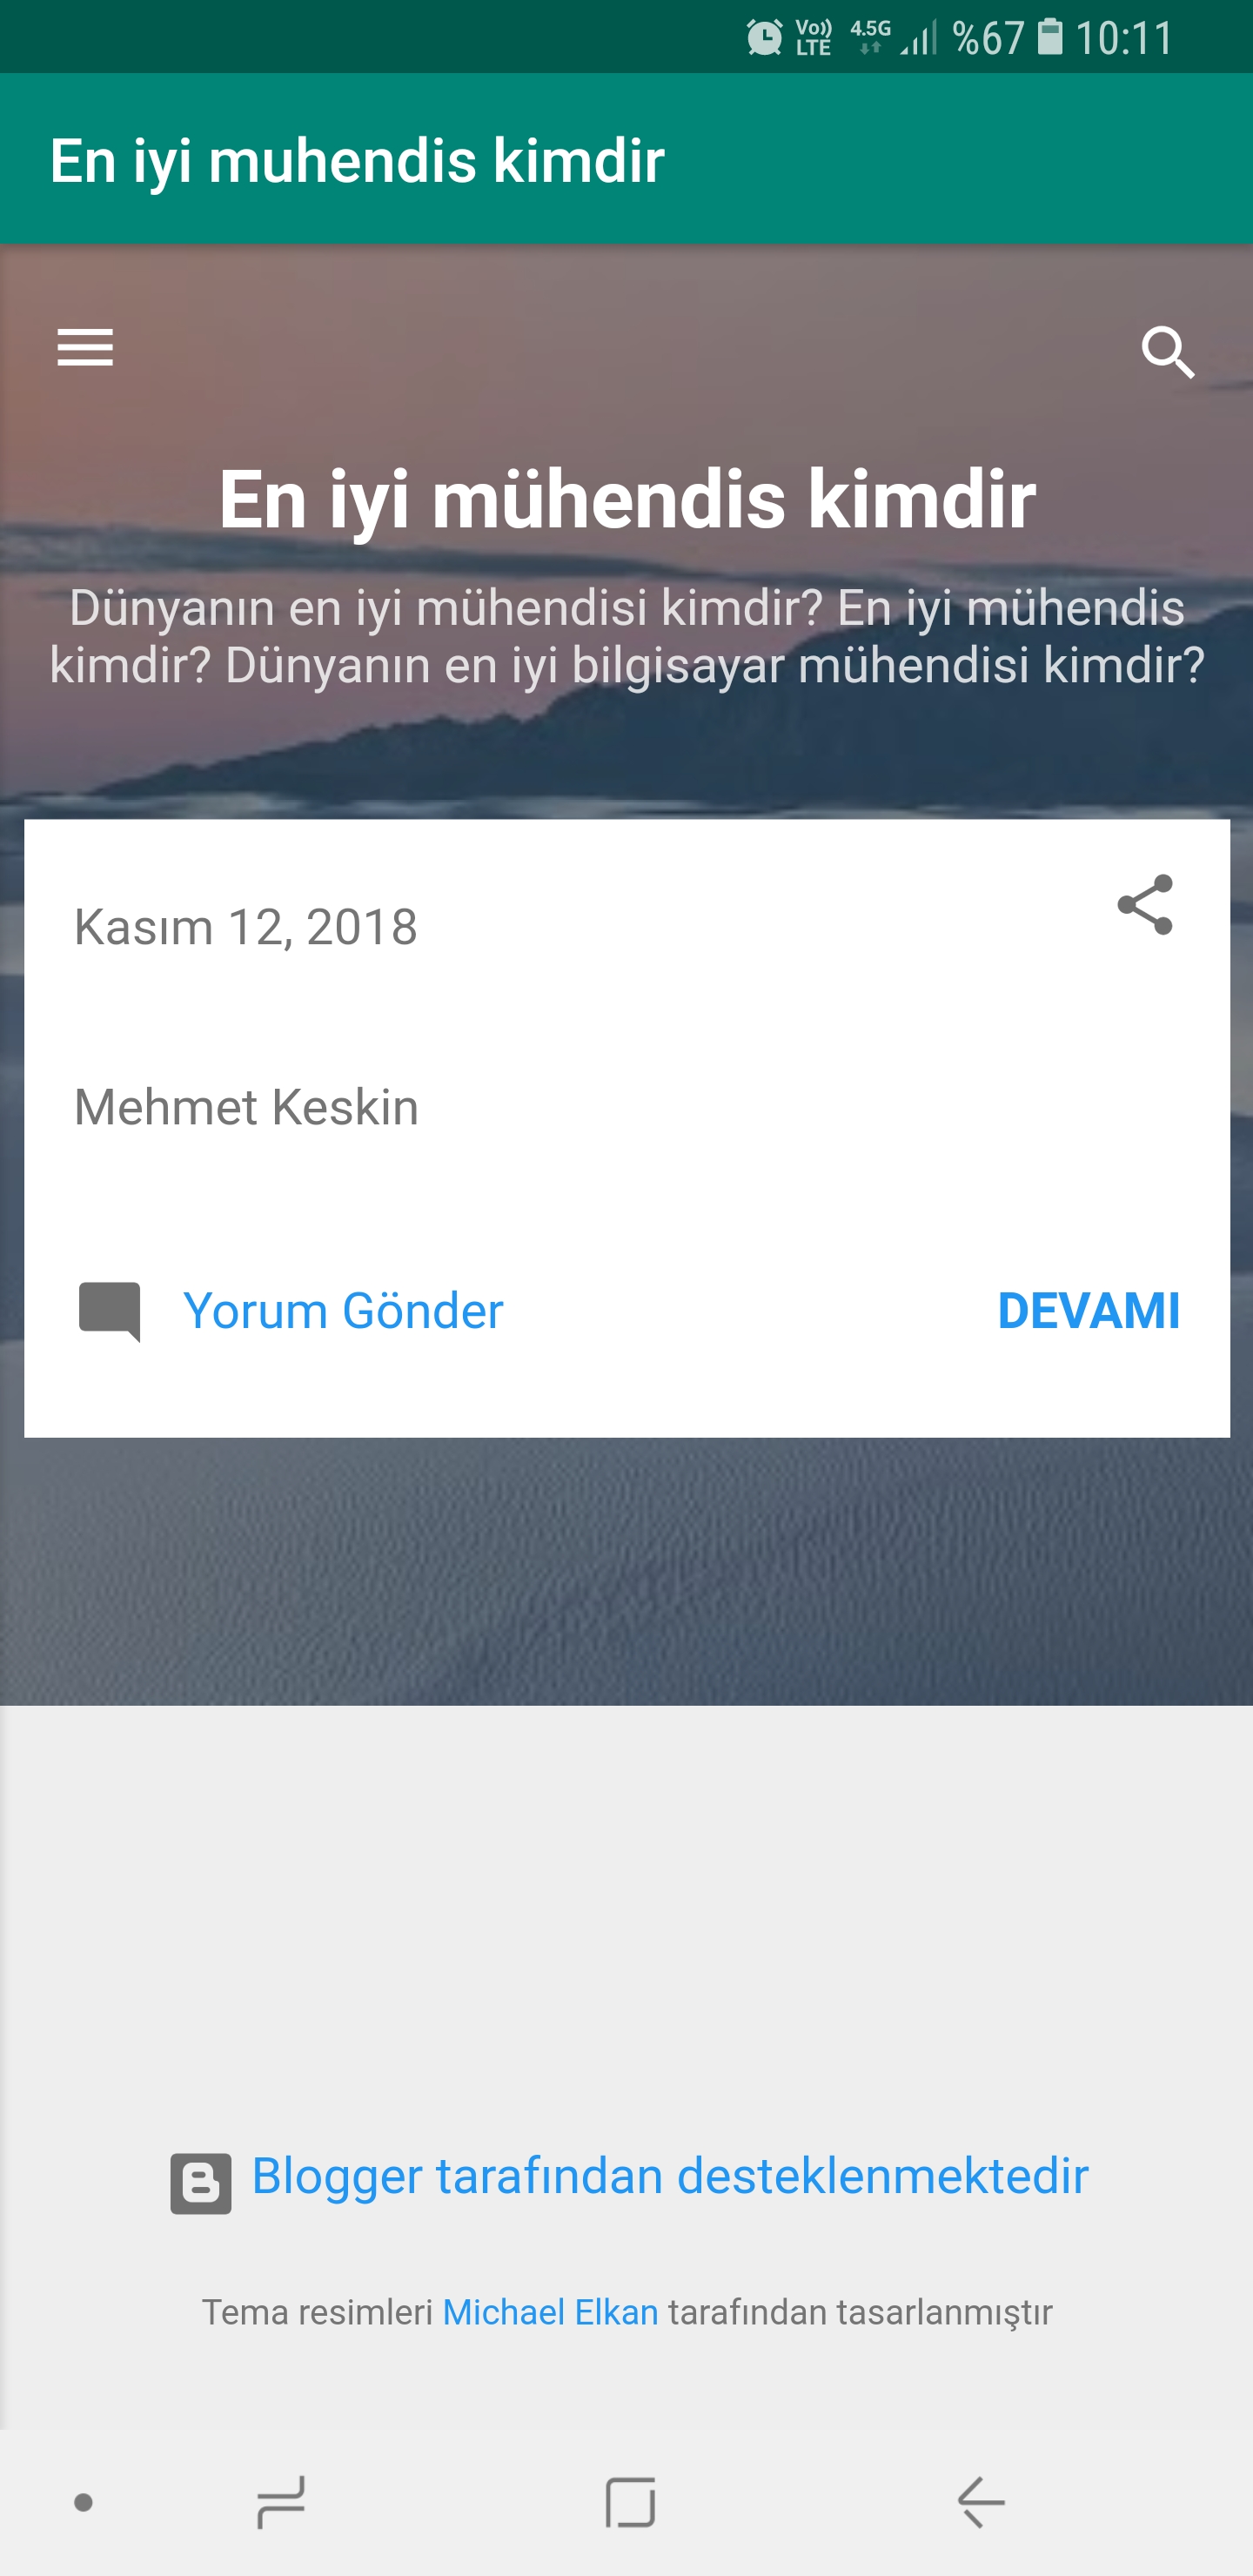 Vo)) LTE 4.5G %67 10:11
En iyi muhendis kimdir
En iyi mühendis kimdir
Dünyanın en iyi mühendisi kimdir? En iyi mühendis
kimdir? Dünyanın en iyi bilgisayar mühendisi kimdir?
Kasım 12, 2018
Mehmet Keskin
Yorum Gönder
DEVAMI
Blogger tarafından desteklenmektedir
Tema resimleri Michael Elkan tarafından tasarlanmıştır